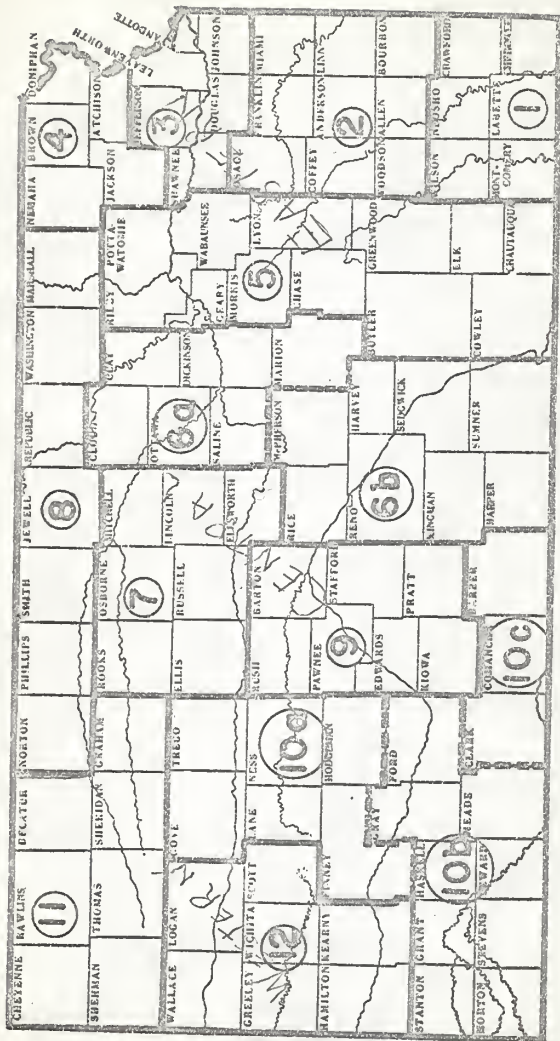 CHEYENNE
RAWLINS
DECATUR
NORTON
PHILLIPS
SMITH
JEWELL
REPUBLIC
WASHINGTON
MARSHALL
NEMAHA
BROWN
DONIPHAN
11
8
4
ATCHISON
LEAVENWORTH
SHERMAN
THOMAS
SHERIDAN
GRAHAM
ROOKS
OSBORNE
MITCHELL
CLOUD
CLAY
RILEY
POTTA-
WATOMIE
JACKSON
JEFFERSON
7
3
WALLACE
LOGAN
GOVE
TREGO
ELLIS
RUSSELL
LINCOLN
OTTAWA
6a
DICKINSON
GEARY
WABAUNSEE
SHAWNEE
DOUGLAS
JOHNSON
ELLSWORTH
SALINE
MORRIS
5
LYON
OSAGE
FRANKLIN
MIAMI
KANSAS
GREELEY
WICHITA
SCOTT
LANE
NESS
RUSH
BARTON
RICE
McPHERSON
MARION
CHASE
COFFEY
ANDERSON
LINN
12
10a
2
HAMILTON
KEARNY
FINNEY
HODGEMAN
PAWNEE
STAFFORD
RENO
HARVEY
BUTLER
GREENWOOD
WOODSON
ALLEN
BOURBON
9
6b
GRAY
FORD
EDWARDS
PRATT
KINGMAN
SEDGWICK
ELK
WILSON
NEOSHO
CRAWFORD
STANTON
GRANT
HASKELL
KIOWA
10b
1
MORTON
STEVENS
SEWARD
MEADE
CLARK
COMANCHE
BARBER
HARPER
SUMNER
COWLEY
CHAUTAUQUA
MONT-
GOMERY
LABETTE
10c